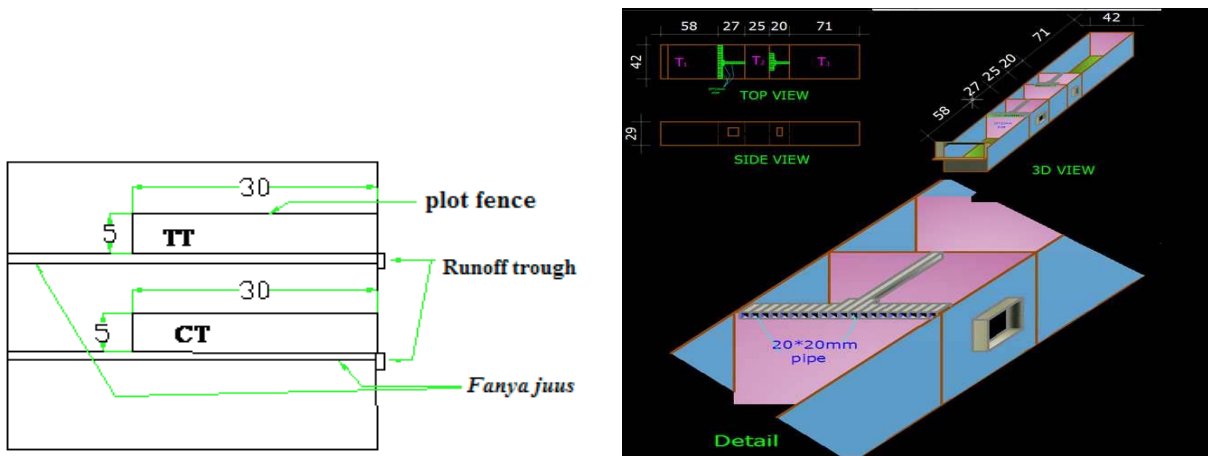 30
plot fence
5
TT
Runoff trough
30
5
CT
Fanya juus
58 27 25 20 71
42
T₁ T₂ T₃
TOP VIEW
29
SIDE VIEW
42
71
20
25
27
58
3D VIEW
20*20mm
pipe
Detail